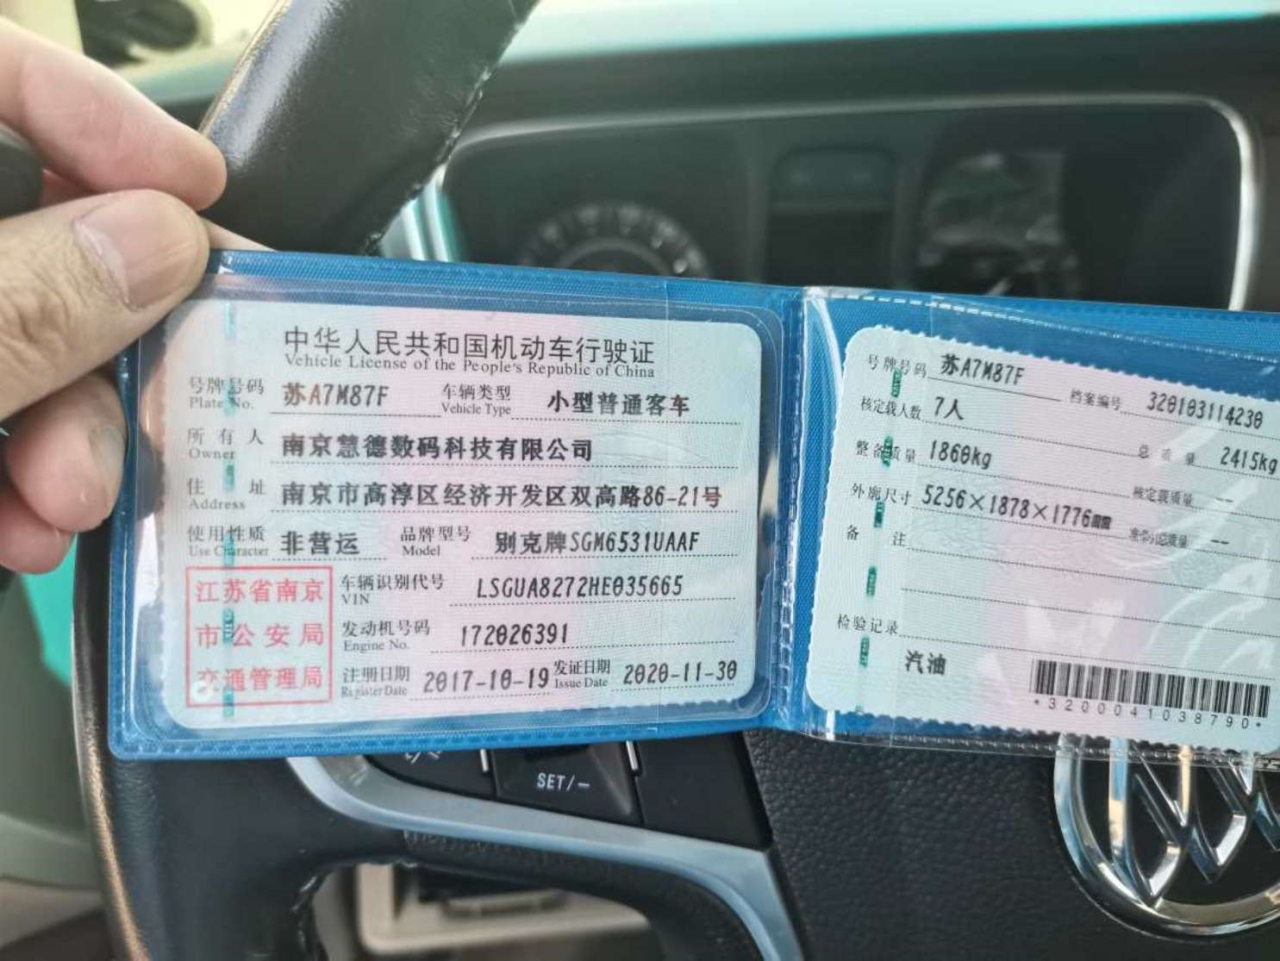 中华人民共和国机动车行驶证
Vehicle License of the People's Republic of China
号牌号码 苏A7M87F 车辆类型 小型普通客车
Plate No. Vehicle Type
所有人 南京慧德数码科技有限公司
Owner
住址 南京市高淳区经济开发区双高路86-21号
Address
使用性质 非营运 品牌型号 别克牌SGM6531UAAF
Use Character Model
江苏省南京
市公安局
交通管理局
车辆识别代号 LSGUA8272HE035665
VIN
发动机号码 172026391
Engine No.
注册日期 2017-10-19 发证日期 2020-11-30
Register Date Issue Date
号牌号码 苏A7M87F 档案编号 320103114230
核定载人数 7人 总质量 2415kg
整备质量 1860kg 核定载质量 --
外廓尺寸 5256×1878×1776mm 准牵引总质量 --
备注
检验记录
汽油
*3200041038790*
SET/-